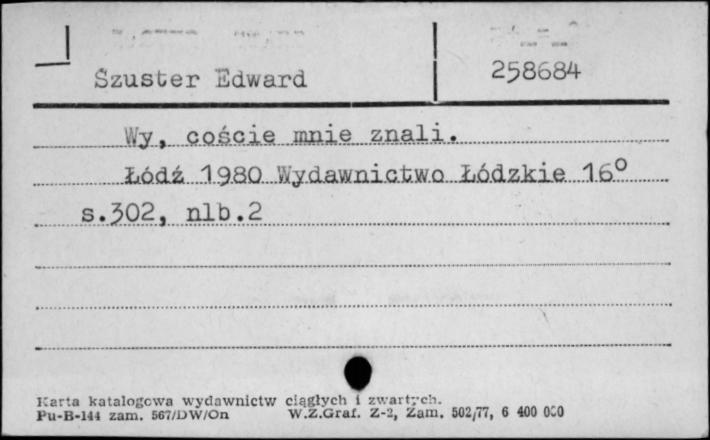 Szuster Edward
258684
Wy, coście mnie znali.
Łódź 1980 Wydawnictwo Łódzkie 16°
s.302, nlb.2
Karta katalogowa wydawnictw ciągłych i zwartych.
Pu-B-144 zam. 567/DW/On W.Z.Graf. Z-2, Zam. 502/77, 6 400 000